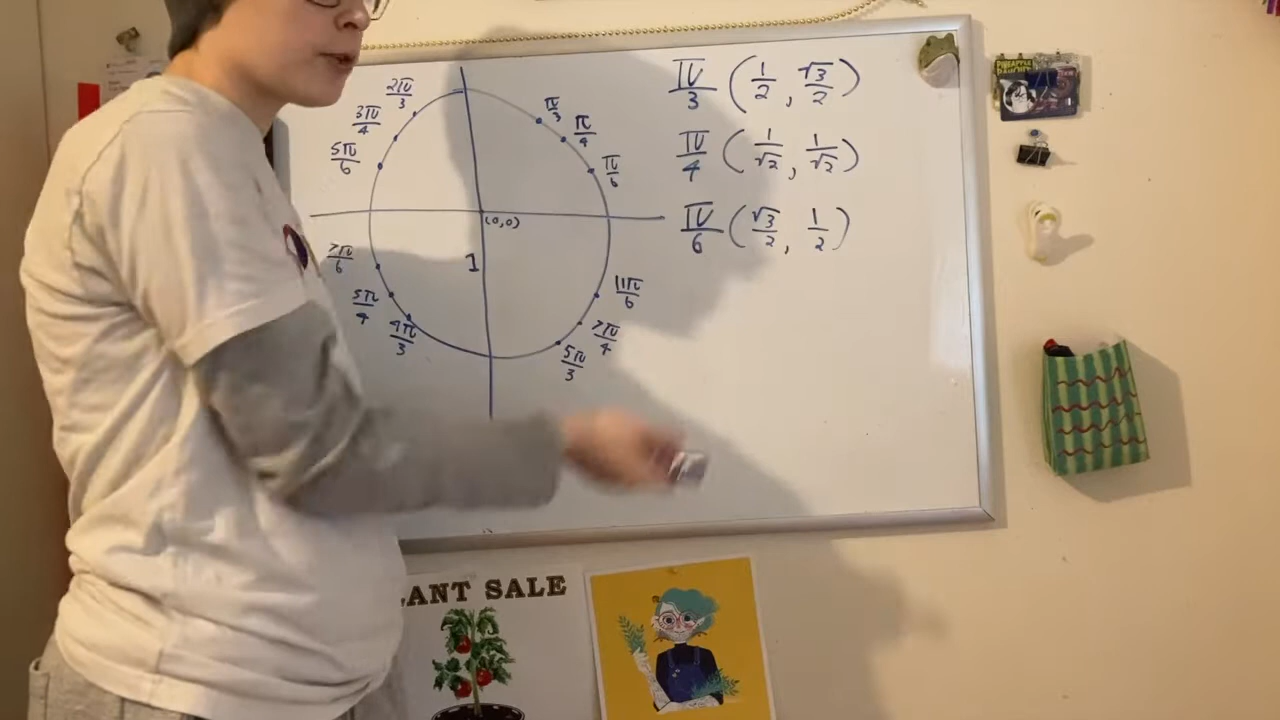 2π/3
3π/4
5π/6
π/3
π/4
π/6
(0,0)
7π/6
1
5π/4
4π/3
11π/6
7π/4
5π/3
π/3 (1/2, √3/2)
π/4 (1/√2, 1/√2)
π/6 (√3/2, 1/2)
PINEAPPLE
LANT SALE